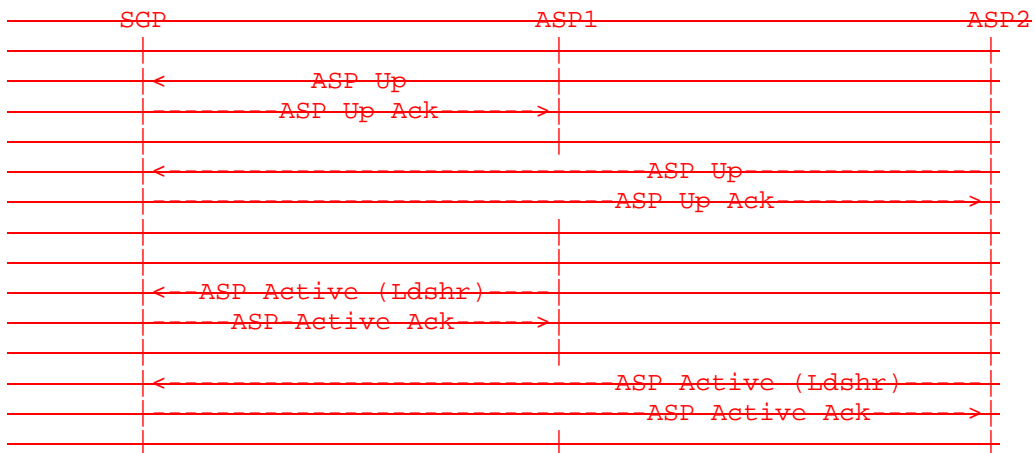 SGP ASP1 ASP2
| | |
|< ASP Up | |
|--------ASP Up Ack------>| |
| | |
|<------------------------------ASP Up---------------|
|-----------------------------ASP Up Ack------------>|
| | |
| | |
|<--ASP Active (Ldshr)----| |
|-----ASP-Active Ack----->| |
| | |
|<----------------------------ASP Active (Ldshr)-----|
|-------------------------------ASP Active Ack------>|
| | |